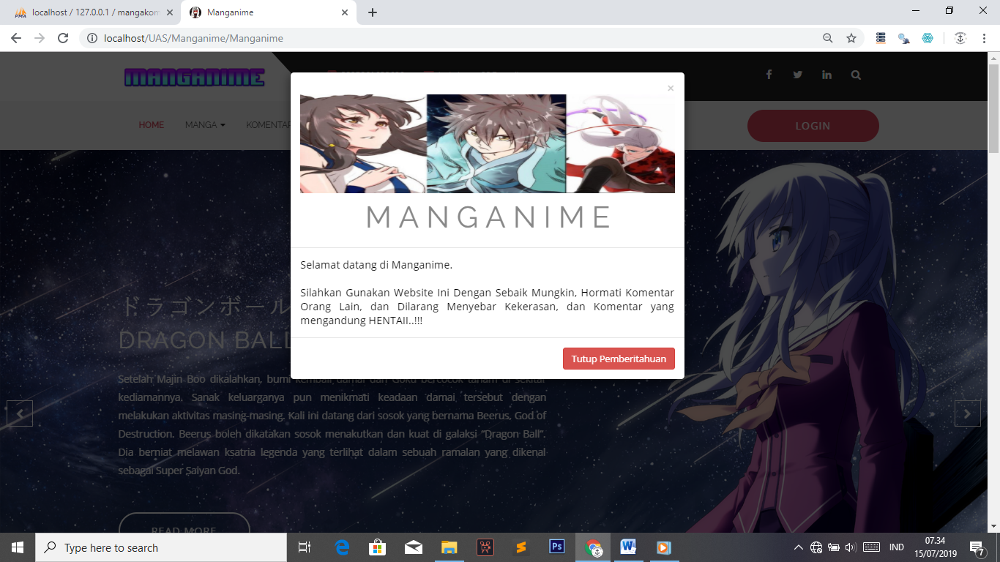 localhost / 127.0.0.1 / mangakom
Manganime
localhost/UAS/Manganime/Manganime
MANGANIME
HOME
MANGA
KOMENTAR
LOGIN
×
MANGANIME
Selamat datang di Manganime.
Silahkan Gunakan Website Ini Dengan Sebaik Mungkin, Hormati Komentar
Orang Lain, dan Dilarang Menyebar Kekerasan, dan Komentar yang
mengandung HENTAII..!!!
Tutup Pemberitahuan
ドラゴンボール
DRAGON BALL
Setelah Majin Boo dikalahkan, bumi kembali damai dan Goku bercocok tanam di sekitar
kediamannya. Sanak keluarganya pun menikmati keadaan damai tersebut dengan
melakukan aktivitas masing-masing. Kali ini datang dari sosok yang bernama Beerus, God of
Destruction. Beerus boleh dikatakan sosok menakutkan dan kuat di galaksi "Dragon Ball".
Dia berniat melawan ksatria legenda yang terlihat dalam sebuah ramalan yang dikenal
sebagai Super Saiyan God.
READ MORE
Type here to search
IND
07.34
15/07/2019
7